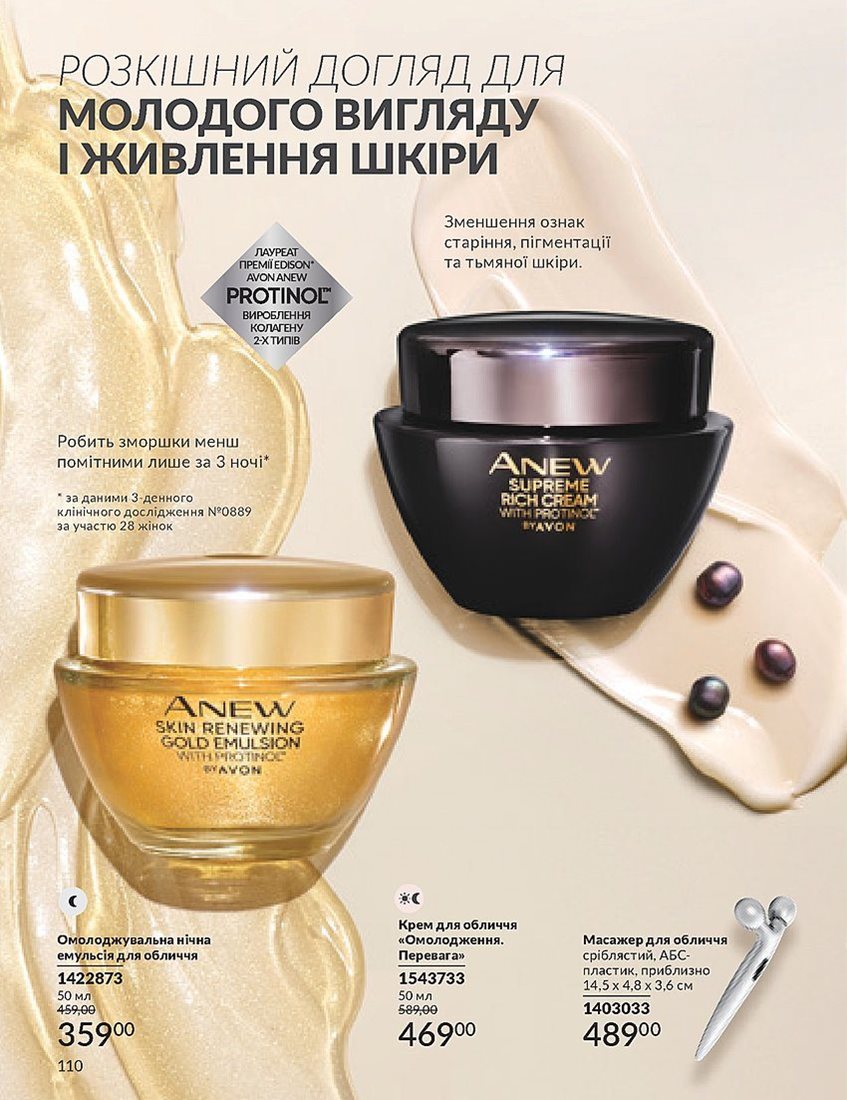 РОЗКІШНИЙ ДОГЛЯД ДЛЯ
МОЛОДОГО ВИГЛЯДУ
І ЖИВЛЕННЯ ШКІРИ
Зменшення ознак
старіння, пігментації
та тьмяної шкіри.
ЛАУРЕАТ
ПРЕМІЇ EDISON*
AVON ANEW
PROTINOL™
ВИРОБЛЕННЯ
КОЛАГЕНУ
2-Х ТИПІВ
Робить зморшки менш
помітними лише за 3 ночі*
* за даними 3-денного
клінічного дослідження №0889
за участю 28 жінок
ANEW
SUPREME
RICH CREAM
WITH PROTINOL™
BY AVON
ANEW
SKIN RENEWING
GOLD EMULSION
WITH PROTINOL™
BY AVON
Омолоджувальна нічна
емульсія для обличчя
1422873
50 мл
459,00
359⁰⁰
Крем для обличчя
«Омолодження.
Перевага»
1543733
50 мл
589,00
469⁰⁰
Масажер для обличчя
сріблястий, АБС-
пластик, приблизно
14,5 х 4,8 х 3,6 см
1403033
489⁰⁰
110